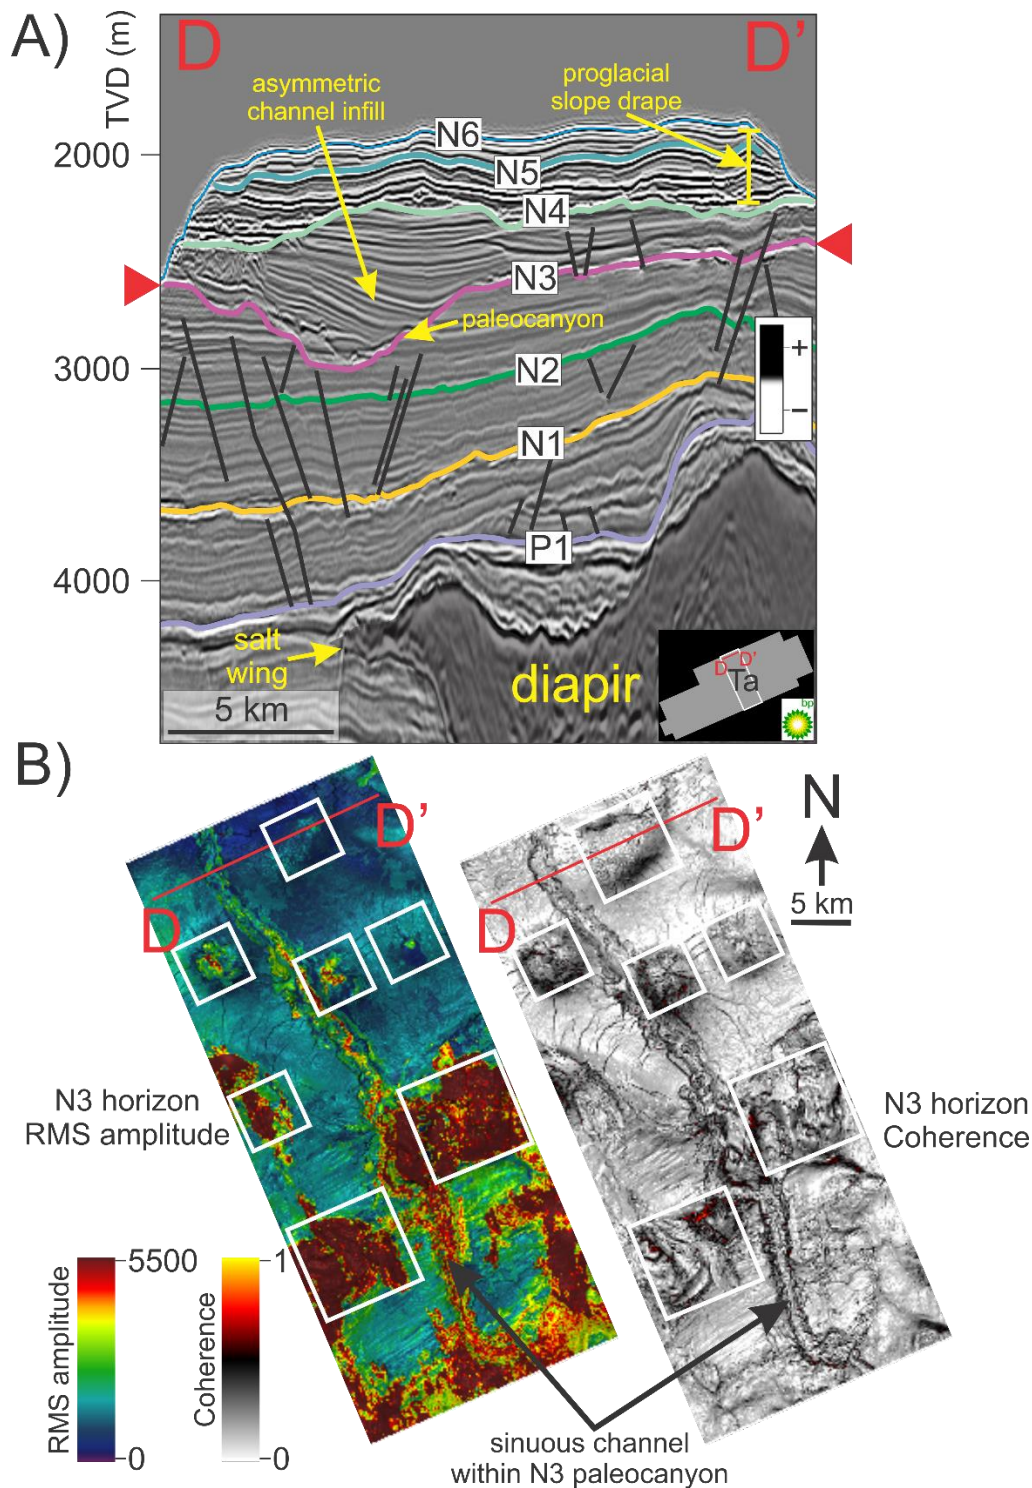 A)
TVD (m)
D
D’
asymmetric
channel infill
proglacial
slope drape
N6
2000
N5
N4
N3
paleocanyon
+
3000
N2
–
N1
P1
4000
salt
wing
diapir
D
D’
Ta
bp
5 km
B)
D’
D’
N
5 km
D
D
N3 horizon
RMS amplitude
N3 horizon
Coherence
RMS amplitude
5500
0
Coherence
1
0
sinuous channel
within N3 paleocanyon